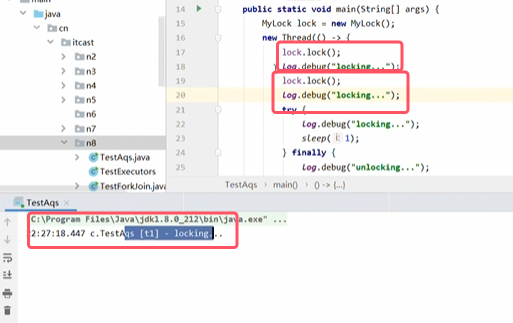 main
java
cn
itcast
n2
n3
n4
n5
n6
n7
n8
TestAqs.java
TestExecutors
TestForkJoin.java
14 public static void main(String[] args) {
15 MyLock lock = new MyLock();
16 new Thread(() -> {
17 lock.lock();
18 log.debug("locking...");
19 lock.lock();
20 log.debug("locking...");
21 try {
22 log.debug("locking...");
23 sleep( i: 1);
24 } finally {
25 log.debug("unlocking...");
TestAqs > main() > () -> {...}
TestAqs ×
C:\Program Files\Java\jdk1.8.0_212\bin\java.exe" ...
2:27:18.447 c.TestAqs [t1] - locking...